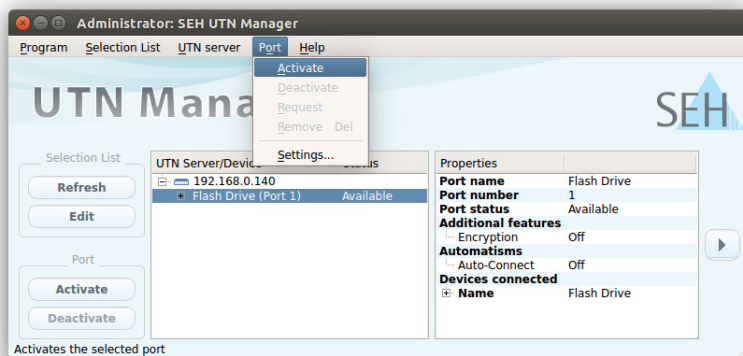 Administrator: SEH UTN Manager
Program Selection List UTN server Port Help
Activate
Deactivate
Request
Remove Del
Settings...
UTN Mana
SEH
Selection List
Refresh
Edit
Port
Activate
Deactivate
UTN Server/Device Status
192.168.0.140
Flash Drive (Port 1) Available
Properties
Port name Flash Drive
Port number 1
Port status Available
Additional features
Encryption Off
Automatisms
Auto-Connect Off
Devices connected
Name Flash Drive
Activates the selected port